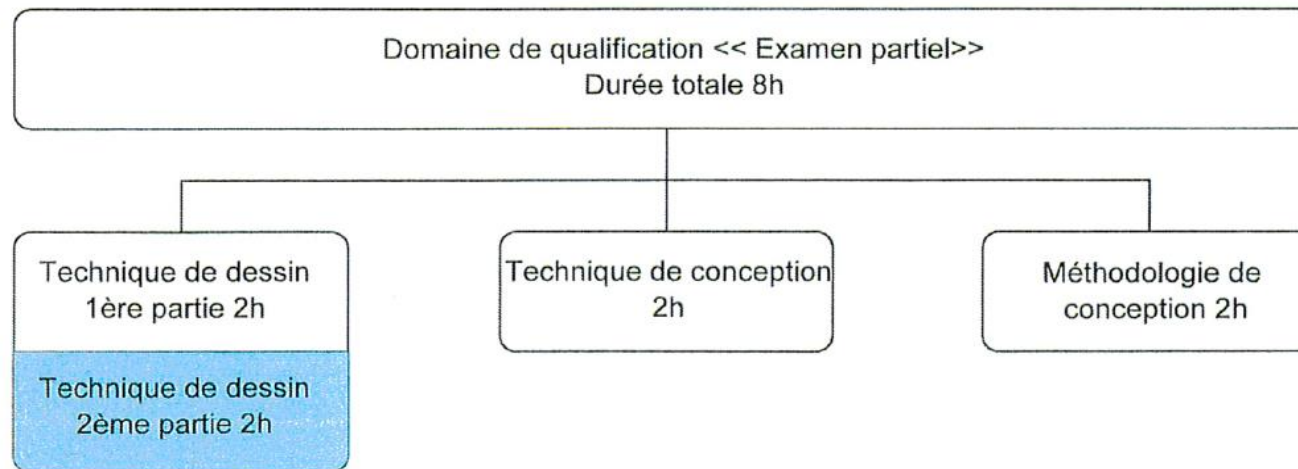 Domaine de qualification << Examen partiel>>
Durée totale 8h
Technique de dessin
1ère partie 2h
Technique de dessin
2ème partie 2h
Technique de conception
2h
Méthodologie de
conception 2h